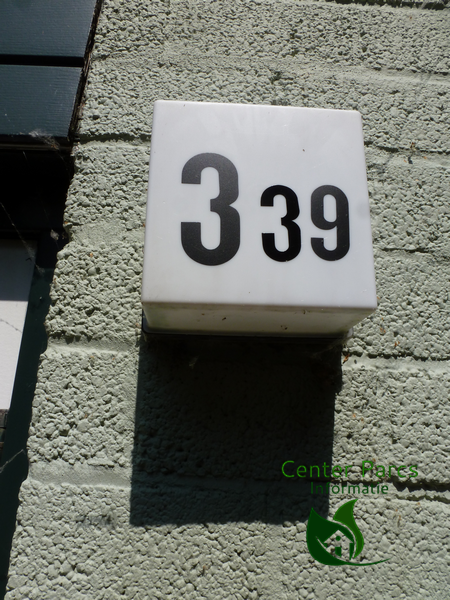 3 39
Center Parcs
Informatie